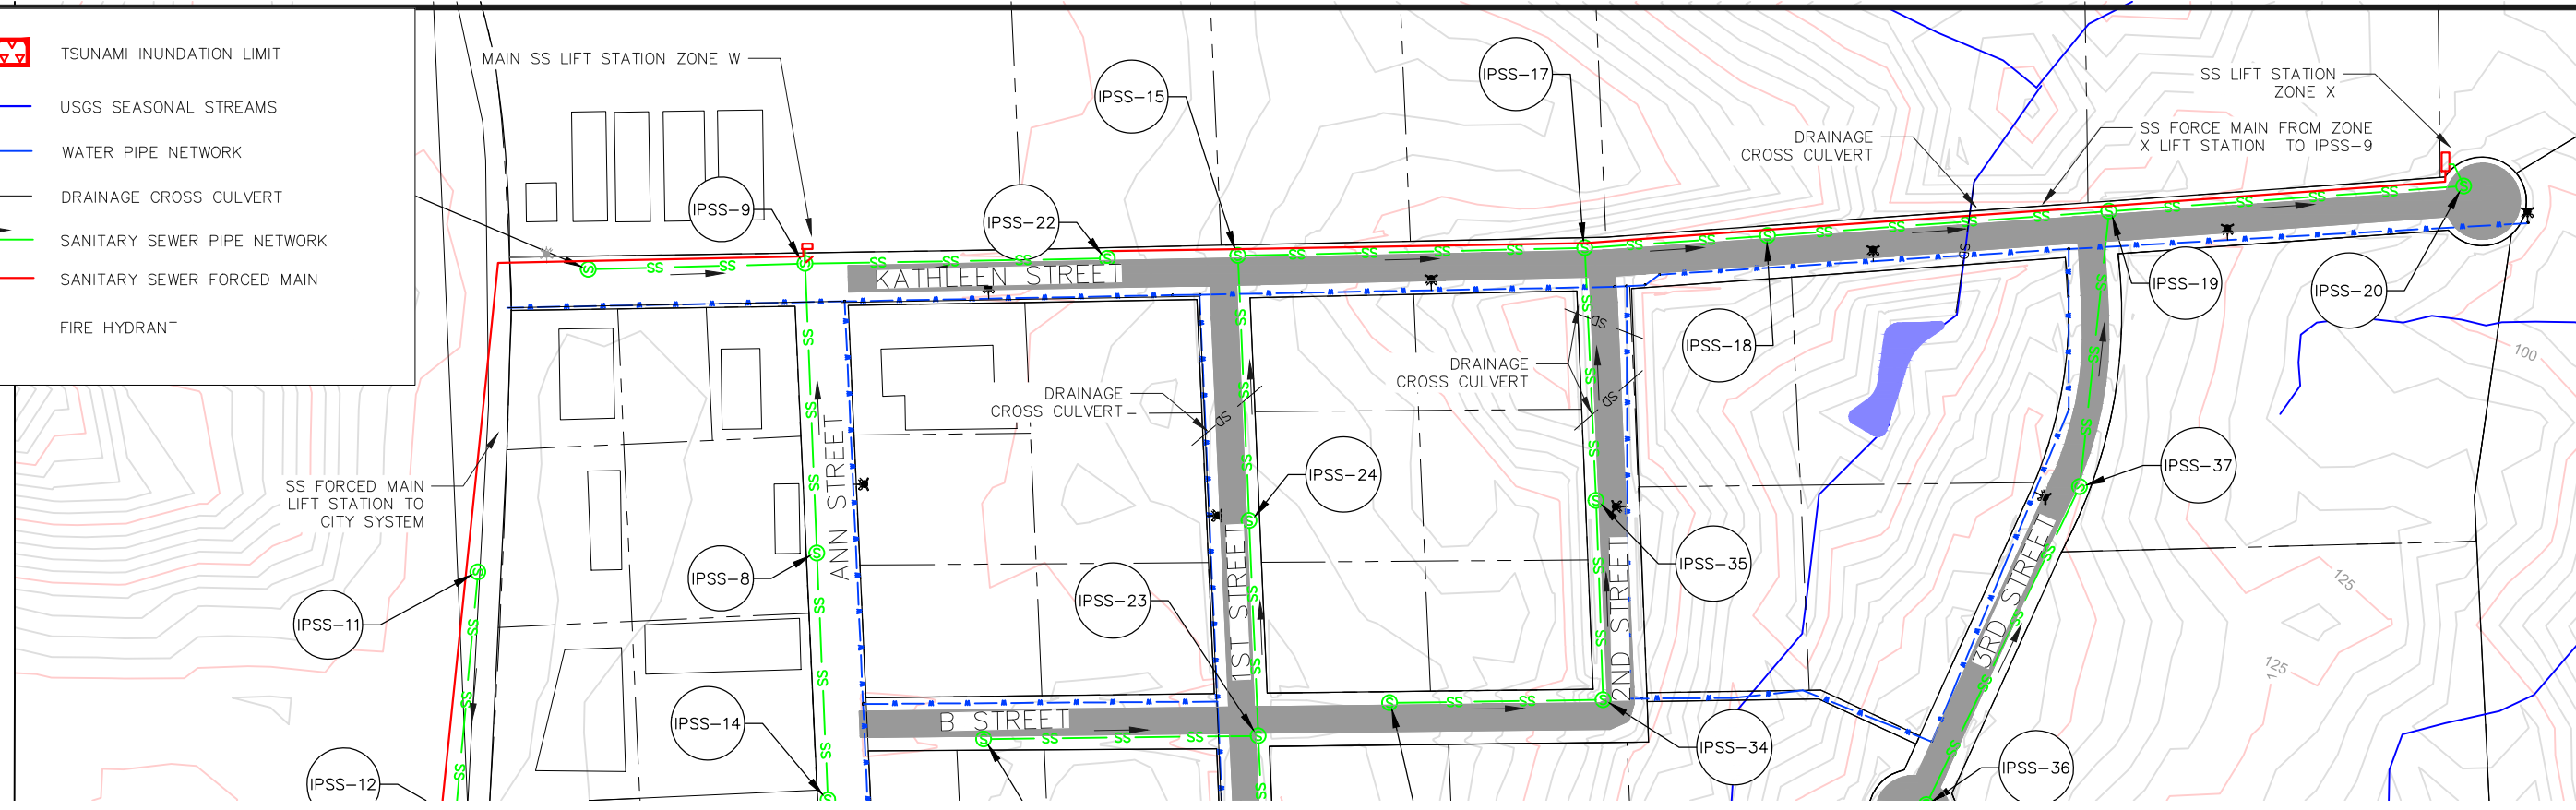 TSUNAMI INUNDATION LIMIT
USGS SEASONAL STREAMS
WATER PIPE NETWORK
DRAINAGE CROSS CULVERT
SANITARY SEWER PIPE NETWORK
SANITARY SEWER FORCED MAIN
FIRE HYDRANT
MAIN SS LIFT STATION ZONE W
IPSS-9
IPSS-22
IPSS-15
IPSS-17
DRAINAGE
CROSS CULVERT
SS LIFT STATION
ZONE X
SS FORCE MAIN FROM ZONE
X LIFT STATION TO IPSS-9
IPSS-19
IPSS-20
IPSS-18
KATHLEEN STREET
DRAINAGE
CROSS CULVERT
DRAINAGE
CROSS CULVERT
SS FORCED MAIN
LIFT STATION TO
CITY SYSTEM
ANN STREET
1ST STREET
2ND STREET
3RD STREET
B STREET
IPSS-24
IPSS-37
IPSS-35
IPSS-8
IPSS-23
IPSS-11
IPSS-14
IPSS-34
IPSS-36
IPSS-12
100
125
125
SS
SD
S